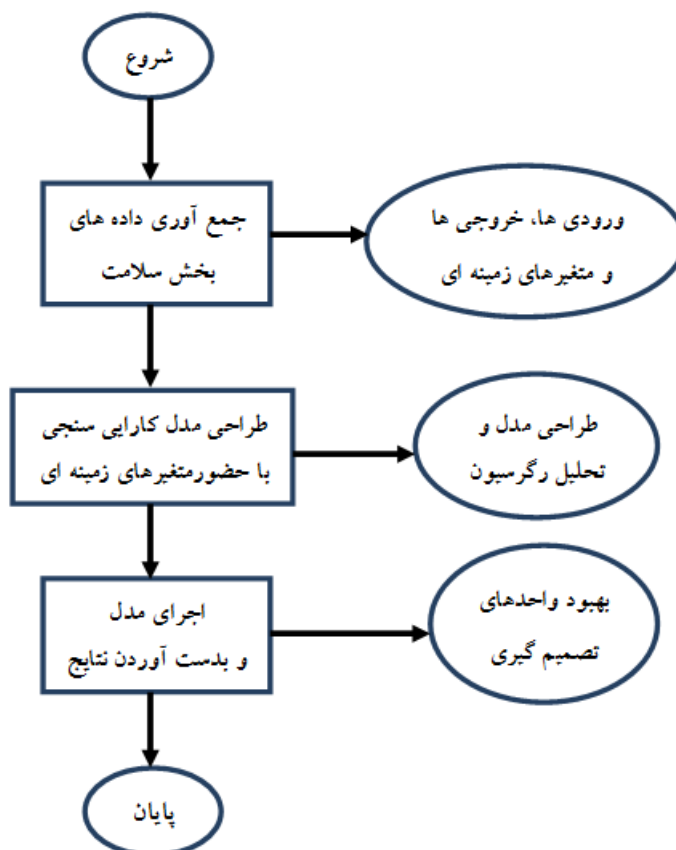 شروع
جمع آوری داده های
بخش سلامت
ورودی ها، خروجی ها
و متغیرهای زمینه ای
طراحی مدل کارایی سنجی
با حضورمتغیرهای زمینه ای
طراحی مدل و
تحلیل رگرسیون
اجرای مدل
و بدست آوردن نتایج
بهبود واحدهای
تصمیم گیری
پایان